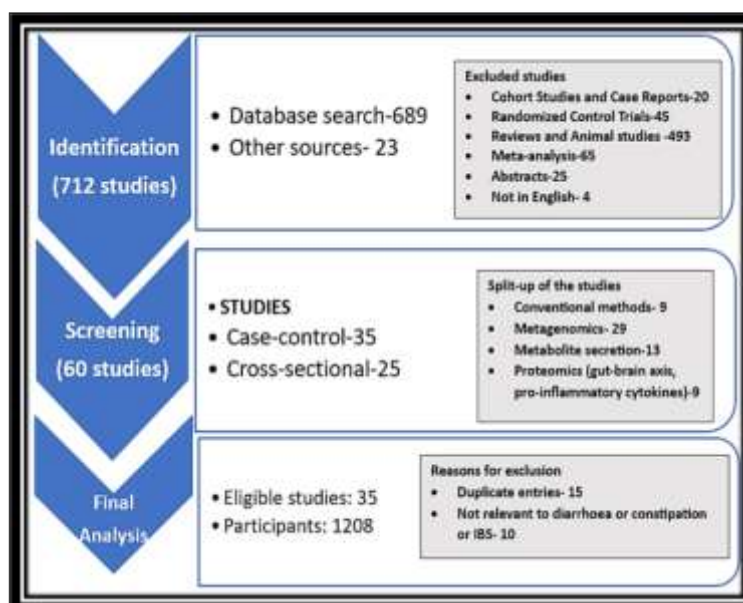 Identification
(712 studies)
• Database search-689
• Other sources- 23
Excluded studies
• Cohort Studies and Case Reports-20
• Randomized Control Trials-45
• Reviews and Animal studies -493
• Meta-analysis-65
• Abstracts-25
• Not in English- 4
Screening
(60 studies)
• STUDIES
• Case-control-35
• Cross-sectional-25
Split-up of the studies
• Conventional methods- 9
• Metagenomics- 29
• Metabolite secretion-13
• Proteomics (gut-brain axis,
pro-inflammatory cytokines)-9
Final
Analysis
• Eligible studies: 35
• Participants: 1208
Reasons for exclusion
• Duplicate entries- 15
• Not relevant to diarrhoea or constipation
or IBS- 10